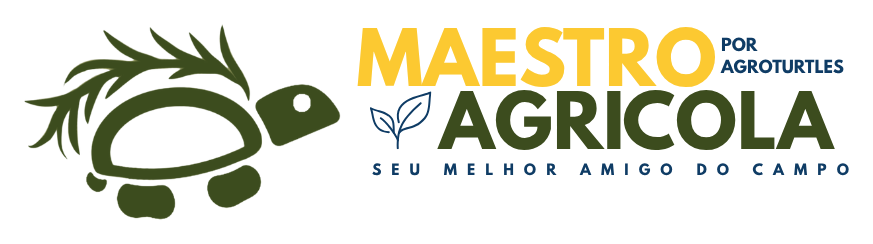 MAESTRO
POR
AGROTURTLES
AGRICOLA
SEU MELHOR AMIGO DO CAMPO